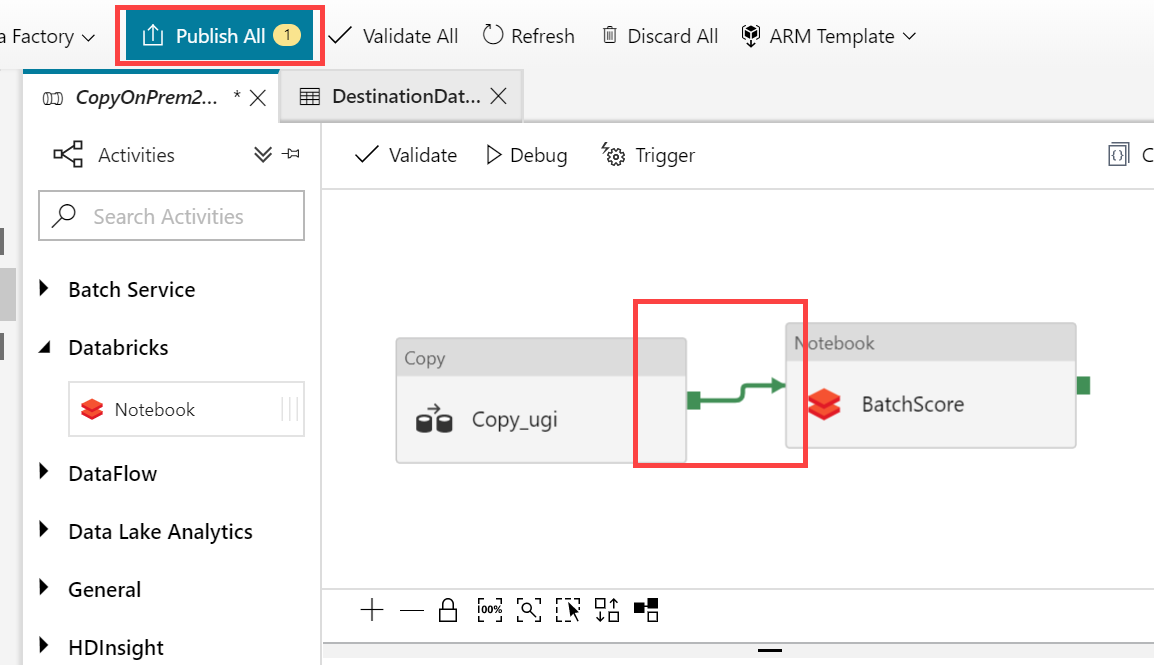 a Factory Publish All 1 Validate All Refresh Discard All ARM Template
CopyOnPrem2... * DestinationDat...
Activities
Validate Debug Trigger C
Search Activities
Batch Service
Databricks
Notebook
DataFlow
Data Lake Analytics
General
HDInsight
Copy
Copy_ugi
Notebook
BatchScore
100%